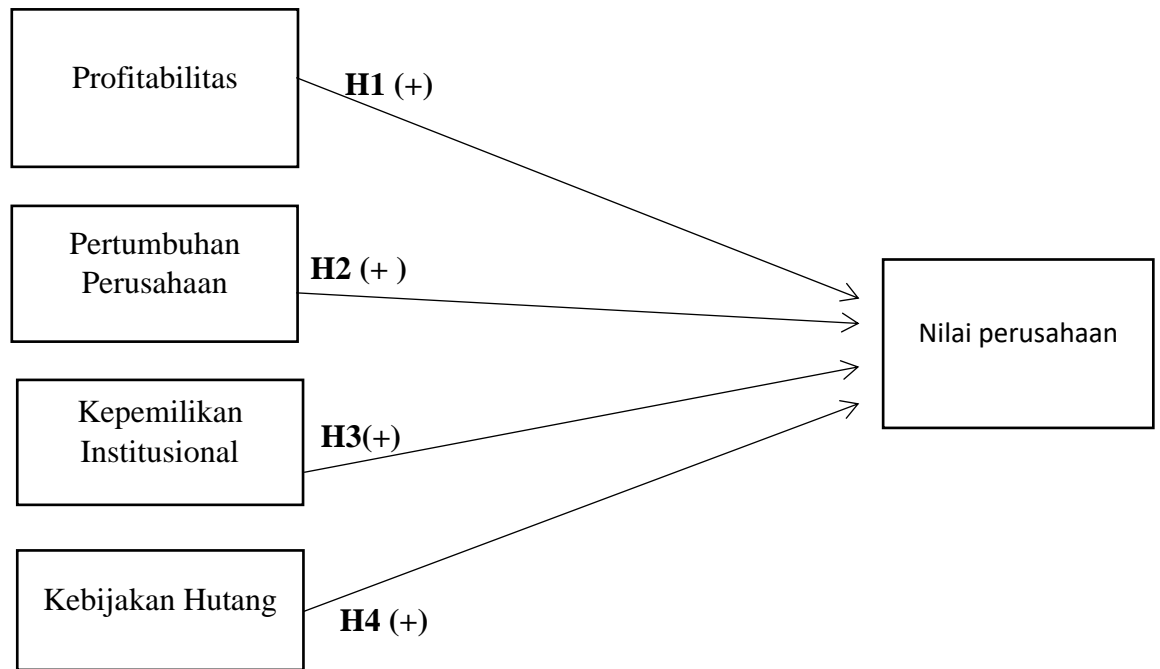 Profitabilitas
H1 (+)
Pertumbuhan
Perusahaan
H2 (+ )
Nilai perusahaan
Kepemilikan
Institusional
H3(+)
Kebijakan Hutang
H4 (+)